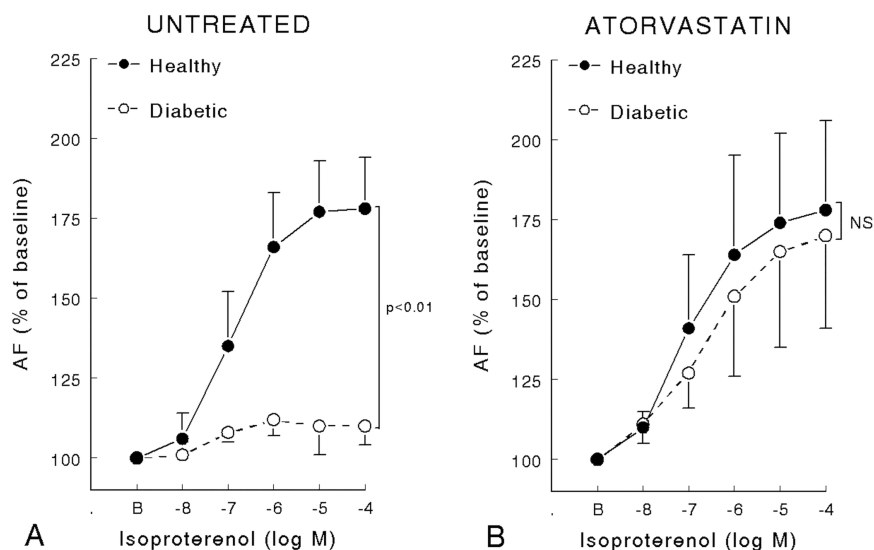 UNTREATED
225
200
175
150
125
100
AF (% of baseline)
Healthy
Diabetic
p<0.01
B -8 -7 -6 -5 -4
Isoproterenol (log M)
A
ATORVASTATIN
225
200
175
150
125
100
AF (% of baseline)
Healthy
Diabetic
NS
B -8 -7 -6 -5 -4
Isoproterenol (log M)
B